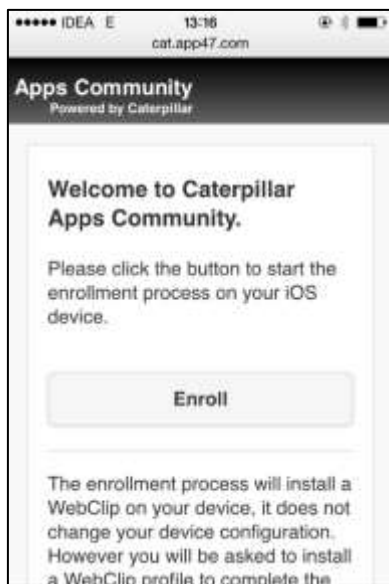 IDEA E 13:16
cat.app47.com
Apps Community
Powered by Caterpillar
Welcome to Caterpillar
Apps Community.
Please click the button to start the
enrollment process on your iOS
device.
Enroll
The enrollment process will install a
WebClip on your device, it does not
change your device configuration.
However you will be asked to install
a WebClip profile to complete the